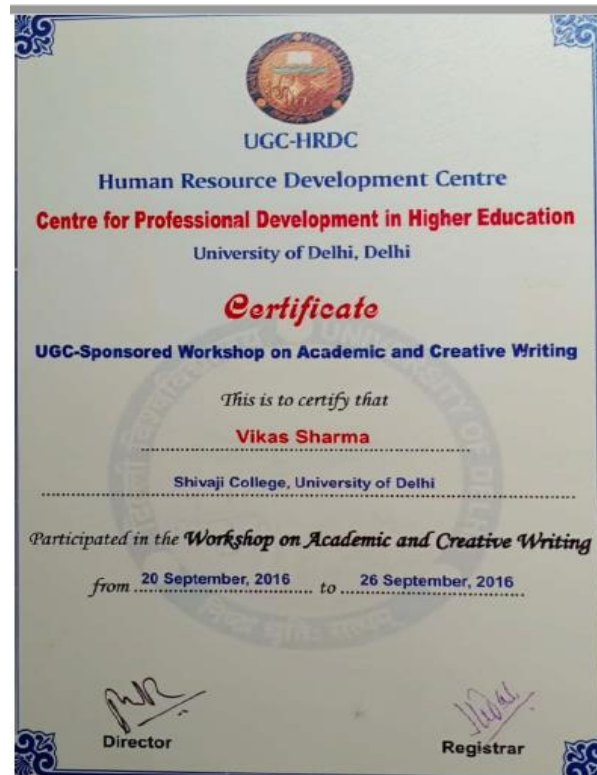 UGC-HRDC
Human Resource Development Centre
Centre for Professional Development in Higher Education
University of Delhi, Delhi
Certificate
UGC-Sponsored Workshop on Academic and Creative Writing
This is to certify that
Vikas Sharma
Shivaji College, University of Delhi
Participated in the Workshop on Academic and Creative Writing
from 20 September, 2016 to 26 September, 2016
Director
Registrar